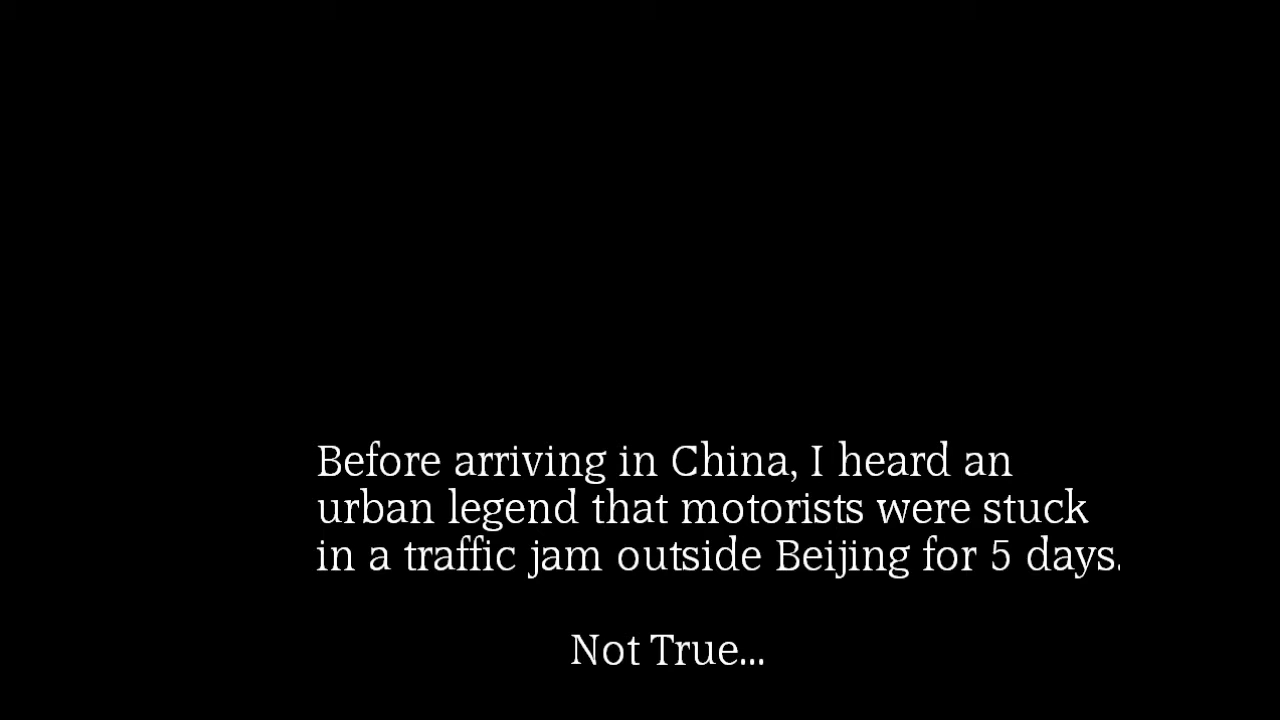 Before arriving in China, I heard an
urban legend that motorists were stuck
in a traffic jam outside Beijing for 5 days.
Not True...